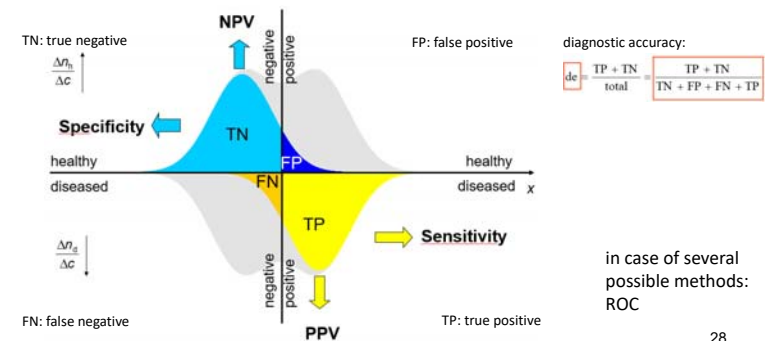 NPV
TN: true negative
FP: false positive
negative
positive
Δnₕ
Δc
Specificity
TN
FP
healthy
healthy
diseased
diseased x
FN
TP
Sensitivity
Δn_d
Δc
negative
positive
FN: false negative
TP: true positive
PPV
diagnostic accuracy:
de = TP + TN / total = TP + TN / TN + FP + FN + TP
in case of several
possible methods:
ROC
28